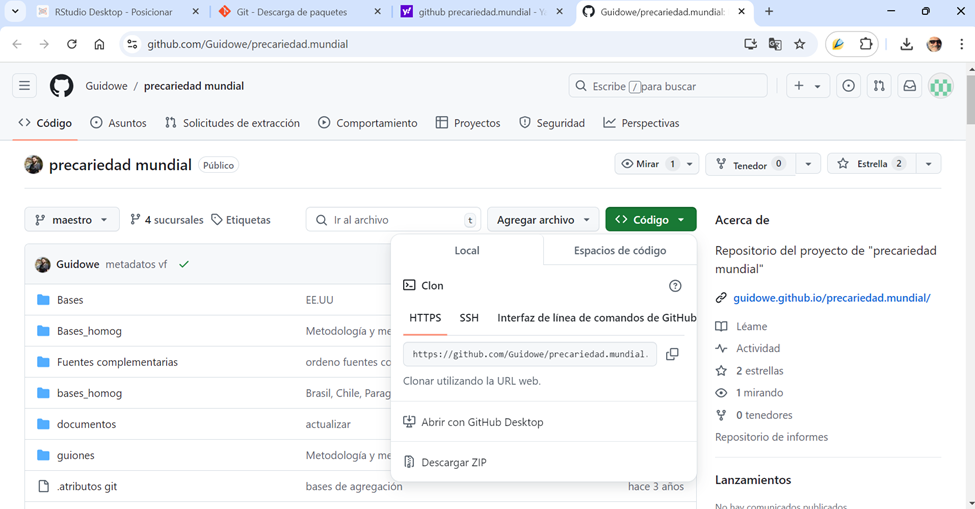 RStudio Desktop - Posicionar
Git - Descarga de paquetes
github precariedad.mundial - Y
Guidowe/precariedad.mundial:
github.com/Guidowe/precariedad.mundial
Guidowe / precariedad mundial
Escribe / para buscar
Código
Asuntos
Solicitudes de extracción
Comportamiento
Proyectos
Seguridad
Perspectivas
precariedad mundial Público
Mirar 1
Tenedor 0
Estrella 2
maestro
4 sucursales
Etiquetas
Ir al archivo t
Agregar archivo
Código
Guidowe metadatos vf
Bases EE.UU
Bases_homog Metodología y me
Fuentes complementarias ordeno fuentes co
bases_homog Brasil, Chile, Parag
documentos actualizar
guiones Metodología y me
.atributos git bases de agregación hace 3 años
Local
Espacios de código
Clon
HTTPS SSH Interfaz de línea de comandos de GitHub
https://github.com/Guidowe/precariedad.mundial.
Clonar utilizando la URL web.
Abrir con GitHub Desktop
Descargar ZIP
Acerca de
Repositorio del proyecto de "precariedad
mundial"
guidowe.github.io/precariedad.mundial/
Léame
Actividad
2 estrellas
1 mirando
0 tenedores
Repositorio de informes
Lanzamientos
No hay comunicados publicados